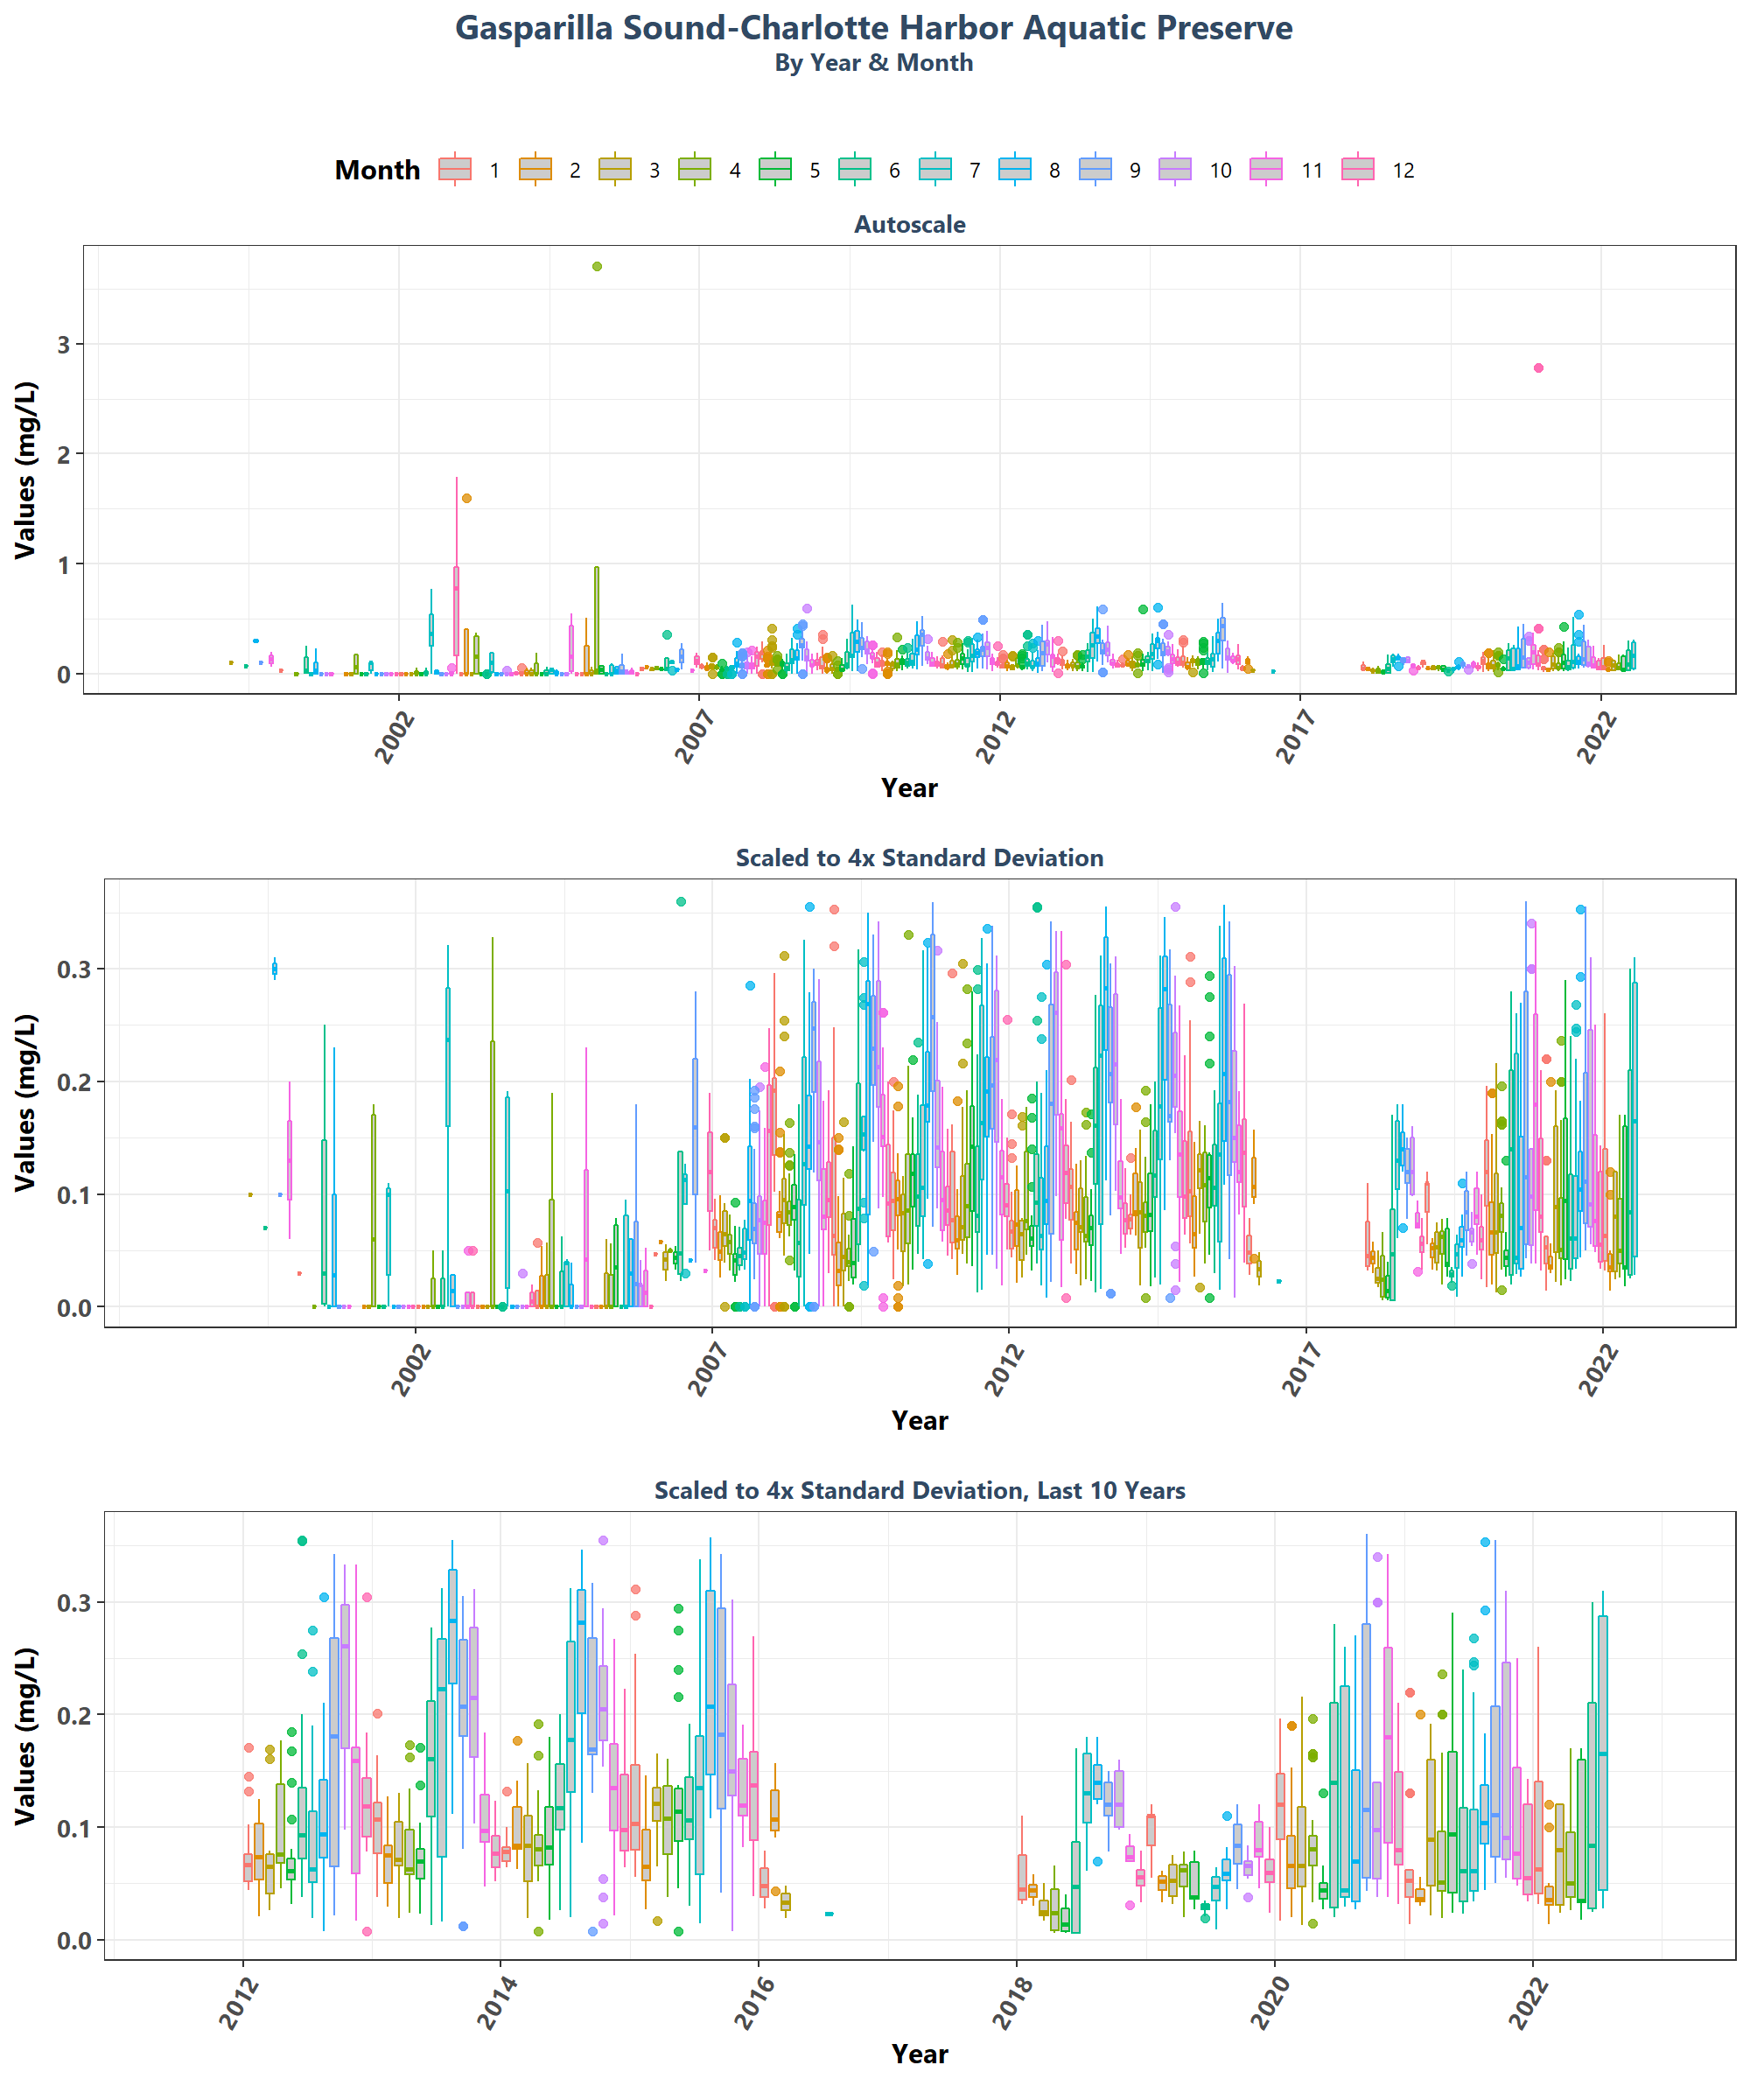 Gasparilla Sound-Charlotte Harbor Aquatic Preserve
By Year & Month
Month 1 2 3 4 5 6 7 8 9 10 11 12
Autoscale
Values (mg/L)
3
2
1
0
2002 2007 2012 2017 2022
Year
Scaled to 4x Standard Deviation
Values (mg/L)
0.3
0.2
0.1
0.0
2002 2007 2012 2017 2022
Year
Scaled to 4x Standard Deviation, Last 10 Years
Values (mg/L)
0.3
0.2
0.1
0.0
2012 2014 2016 2018 2020 2022
Year